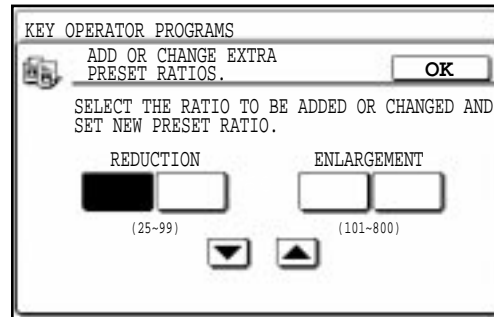 KEY OPERATOR PROGRAMS
ADD OR CHANGE EXTRA
PRESET RATIOS.
OK
SELECT THE RATIO TO BE ADDED OR CHANGED AND
SET NEW PRESET RATIO.
REDUCTION ENLARGEMENT
(25~99) (101~800)